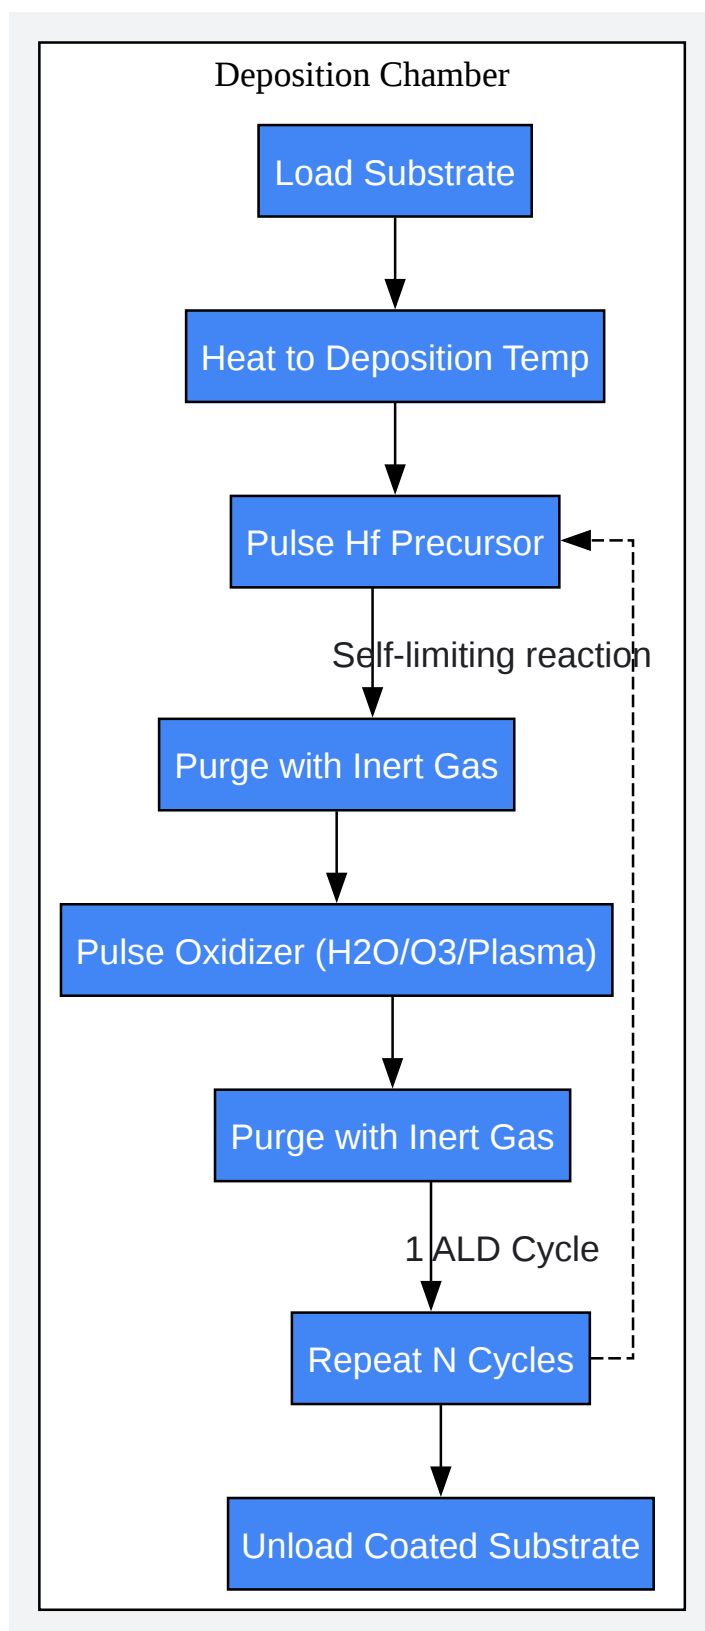 Deposition Chamber
Load Substrate
Heat to Deposition Temp
Pulse Hf Precursor
Self-limiting reaction
Purge with Inert Gas
Pulse Oxidizer (H2O/O3/Plasma)
Purge with Inert Gas
1 ALD Cycle
Repeat N Cycles
Unload Coated Substrate